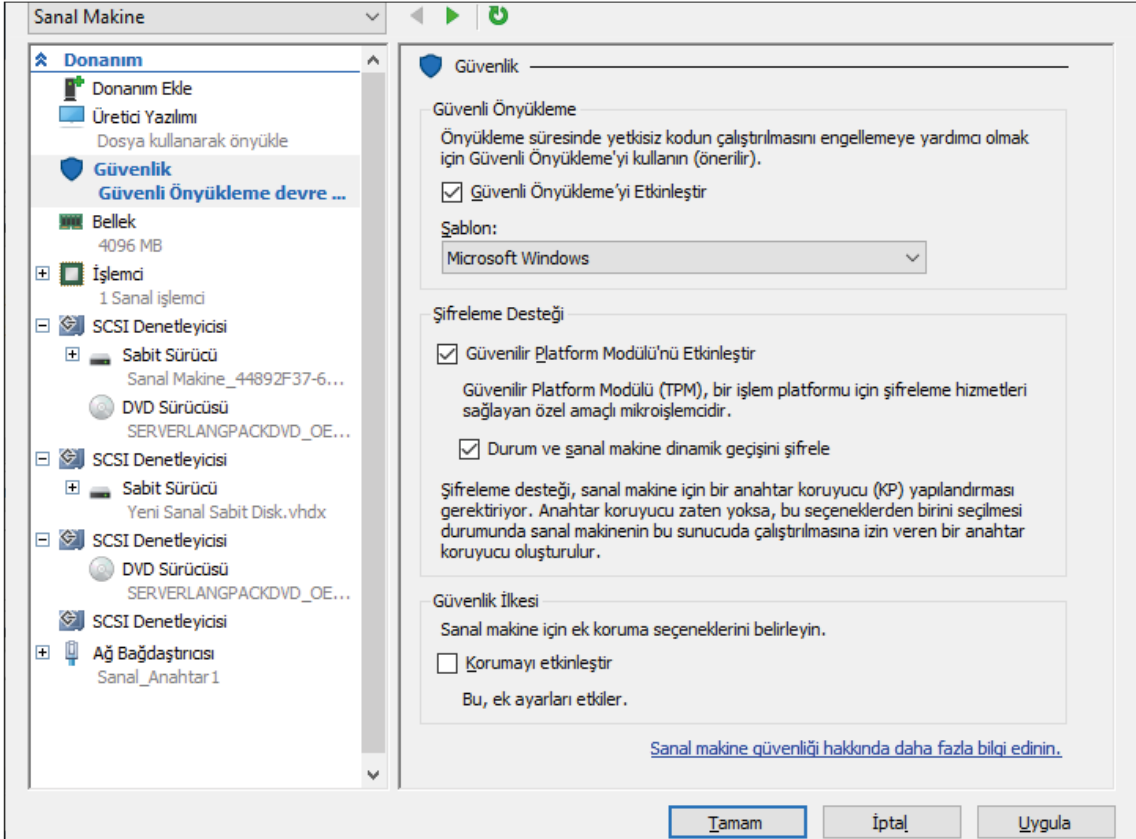 Sanal Makine
Donanım
Donanım Ekle
Üretici Yazılımı
Dosya kullanarak önyükle
Güvenlik
Güvenli Önyükleme devre ...
Bellek
4096 MB
İşlemci
1 Sanal işlemci
SCSI Denetleyicisi
Sabit Sürücü
Sanal Makine_44892F37-6...
DVD Sürücüsü
SERVERLANGPACKDVD_OE...
SCSI Denetleyicisi
Sabit Sürücü
Yeni Sanal Sabit Disk.vhdx
SCSI Denetleyicisi
DVD Sürücüsü
SERVERLANGPACKDVD_OE...
SCSI Denetleyicisi
Ağ Bağdaştırıcısı
Sanal_Anahtar1
Güvenlik
Güvenli Önyükleme
Önyükleme süresinde yetkisiz kodun çalıştırılmasını engellemeye yardımcı olmak
için Güvenli Önyükleme'yi kullanın (önerilir).
Güvenli Önyükleme’yi Etkinleştir
Şablon:
Microsoft Windows
Şifreleme Desteği
Güvenilir Platform Modülü'nü Etkinleştir
Güvenilir Platform Modülü (TPM), bir işlem platformu için şifreleme hizmetleri
sağlayan özel amaçlı mikroişlemcidir.
Durum ve sanal makine dinamik geçişini şifrele
Şifreleme desteği, sanal makine için bir anahtar koruyucu (KP) yapılandırması
gerektiriyor. Anahtar koruyucu zaten yoksa, bu seçeneklerden birini seçilmesi
durumunda sanal makinenin bu sunucuda çalıştırılmasına izin veren bir anahtar
koruyucu oluşturulur.
Güvenlik İlkesi
Sanal makine için ek koruma seçeneklerini belirleyin.
Korumayı etkinleştir
Bu, ek ayarları etkiler.
Sanal makine güvenliği hakkında daha fazla bilgi edinin.
Tamam
İptal
Uygula